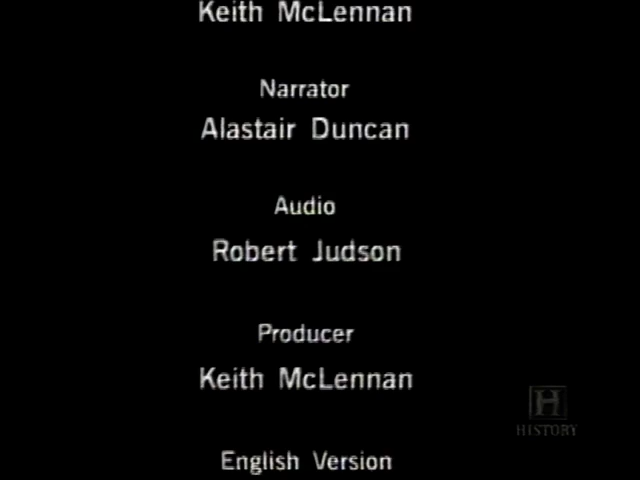 Keith McLennan
Narrator
Alastair Duncan
Audio
Robert Judson
Producer
Keith McLennan
H
HISTORY
English Version